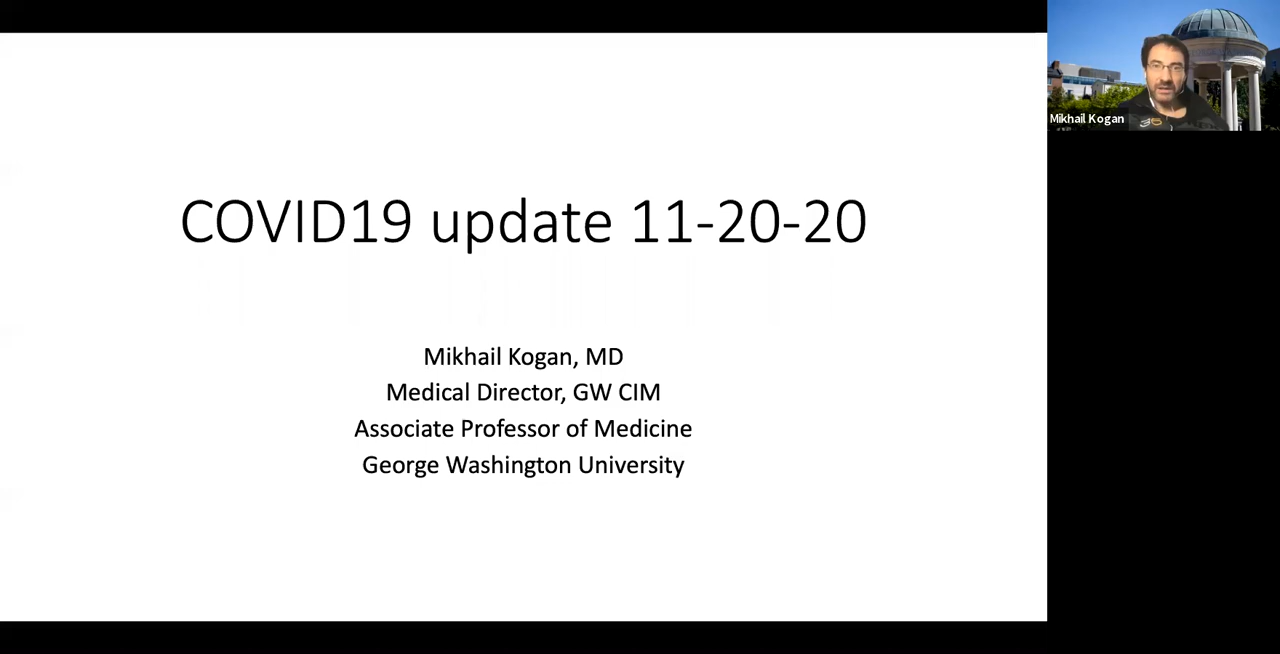 COVID19 update 11-20-20
Mikhail Kogan, MD
Medical Director, GW CIM
Associate Professor of Medicine
George Washington University
Mikhail Kogan